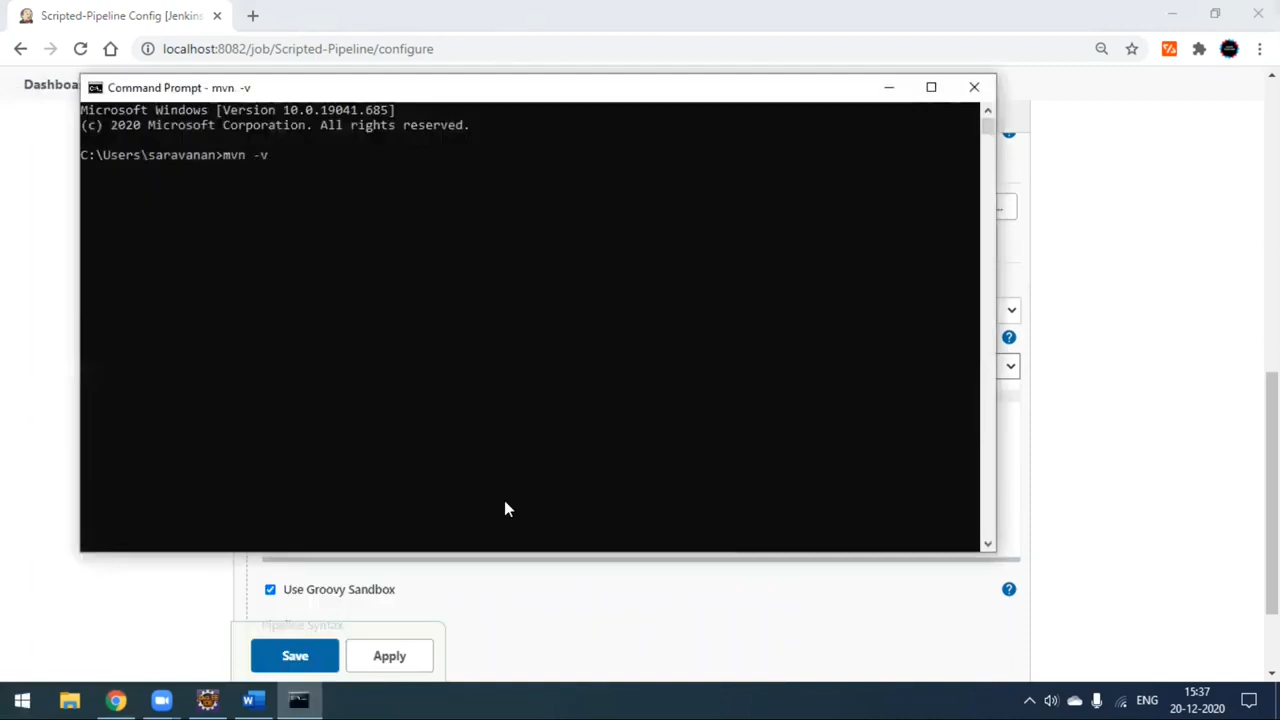 Scripted-Pipeline Config [Jenkins
localhost:8082/job/Scripted-Pipeline/configure
Dashboa
Command Prompt - mvn -v
Microsoft Windows [Version 10.0.19041.685]
(c) 2020 Microsoft Corporation. All rights reserved.
C:\Users\saravanan>mvn -v
Use Groovy Sandbox
Pipeline Syntax
Save Apply
ENG
15:37
20-12-2020